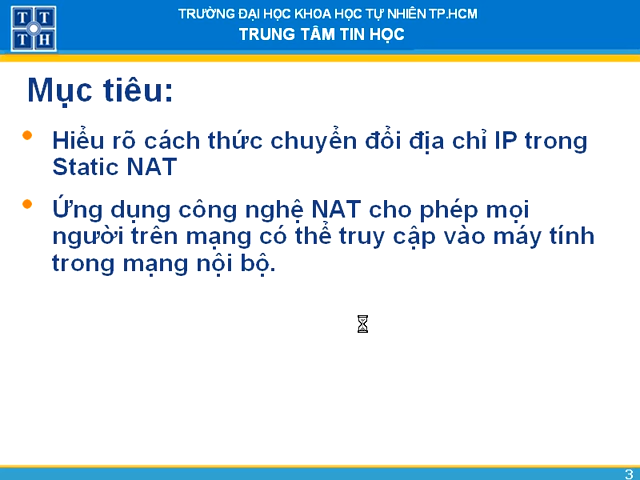 TRƯỜNG ĐẠI HỌC KHOA HỌC TỰ NHIÊN TP.HCM
TRUNG TÂM TIN HỌC
T T
T H
Mục tiêu:
• Hiểu rõ cách thức chuyển đổi địa chỉ IP trong
Static NAT
• Ứng dụng công nghệ NAT cho phép mọi
người trên mạng có thể truy cập vào máy tính
trong mạng nội bộ.
3